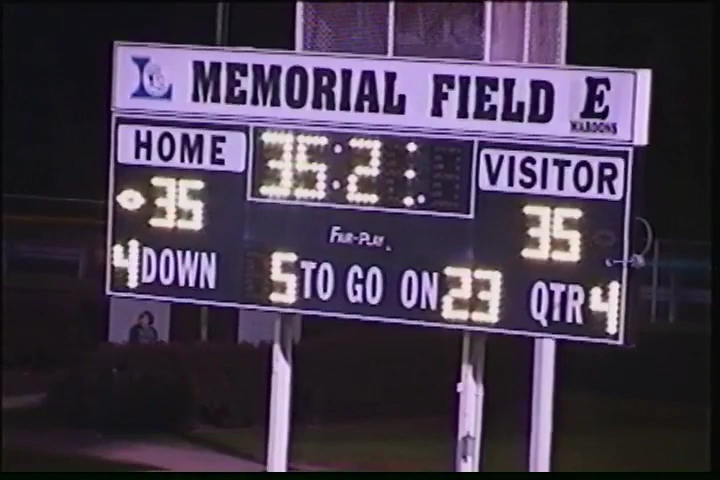 MEMORIAL FIELD E
MAROONS
HOME 35:2 VISITOR
35 35
FAIR-PLAY
4 DOWN 5 TO GO ON 23 QTR 4